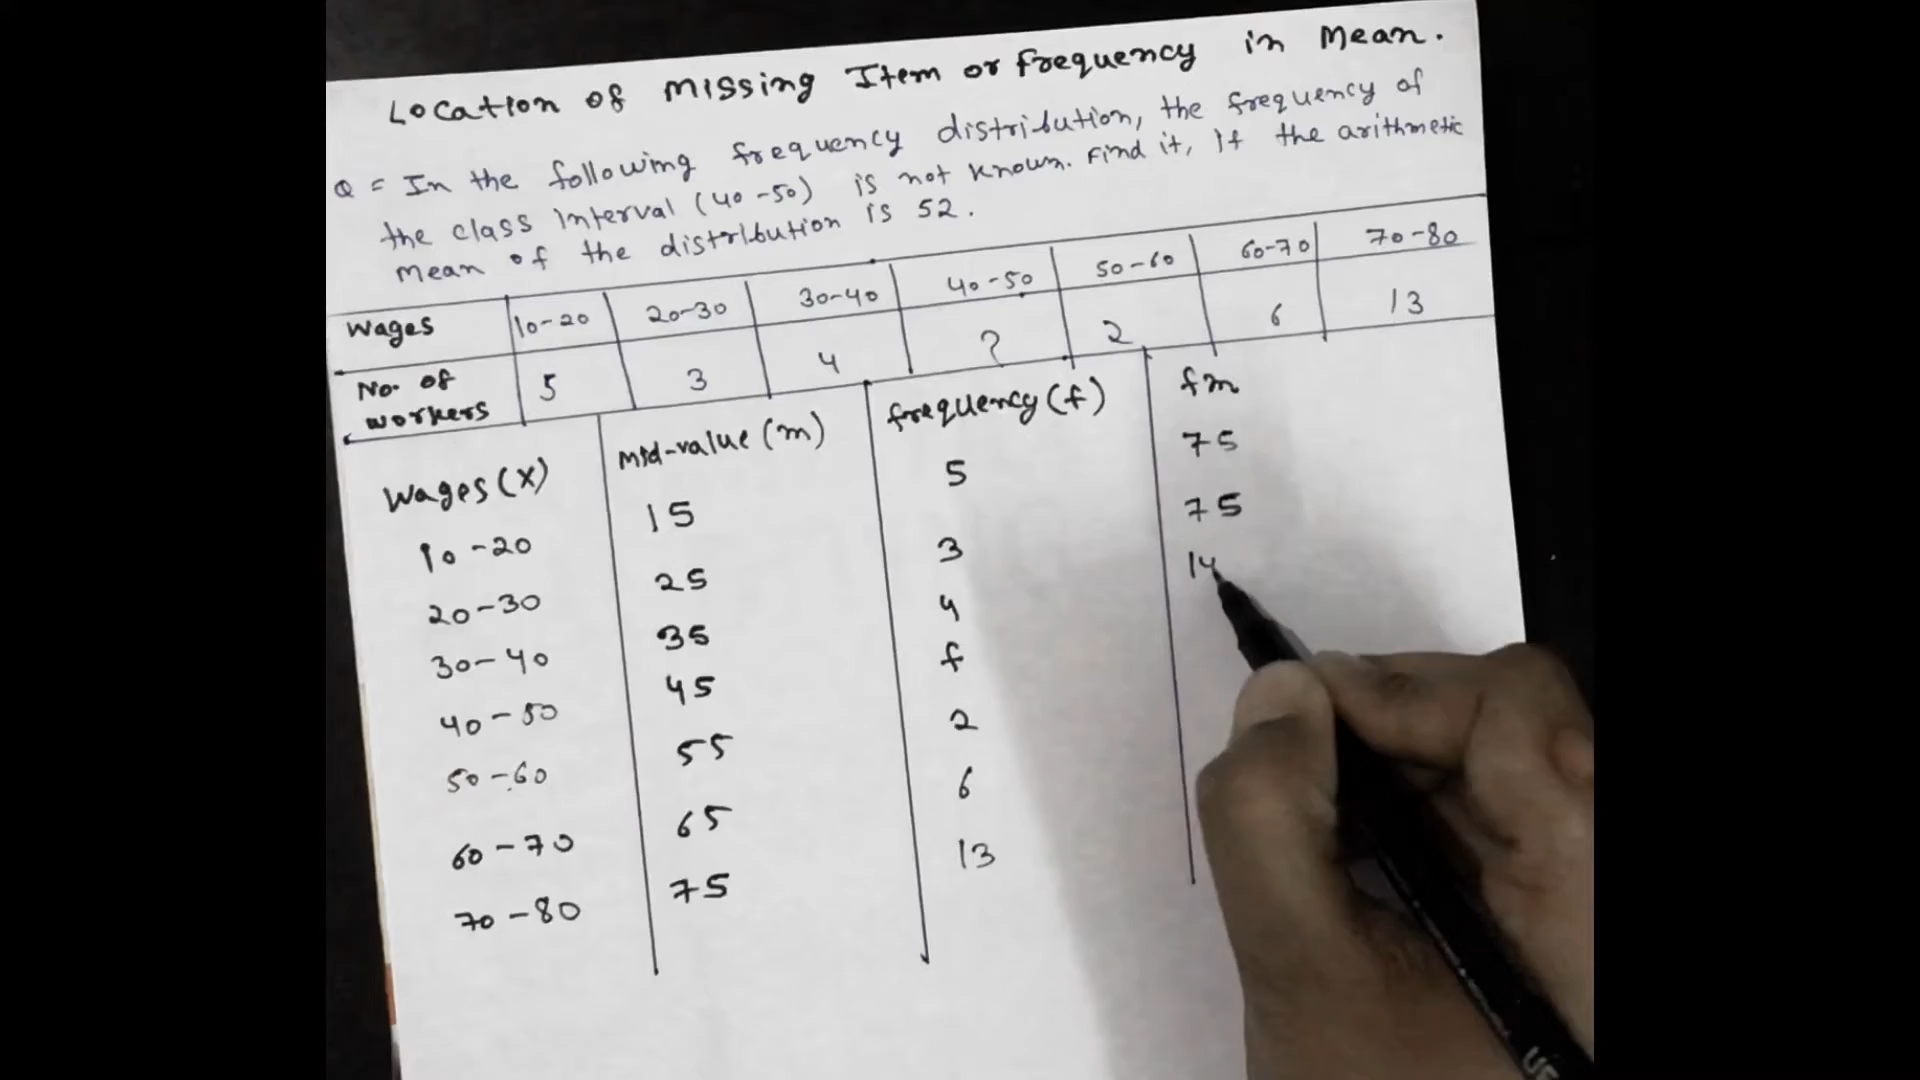 Location of Missing Item or frequency in Mean.
Q = In the following frequency distribution, the frequency of
the class interval (40-50) is not known. Find it, If the arithmetic
mean of the distribution is 52.
Wages 10-20 20-30 30-40 40-50 50-60 60-70 70-80
No. of workers 5 3 4 ? 2 6 13
Wages (X) Mid-value (m) frequency (f) fm
10-20 15 5 75
20-30 25 3 75
30-40 35 4 14
40-50 45 f
50-60 55 2
60-70 65 6
70-80 75 13